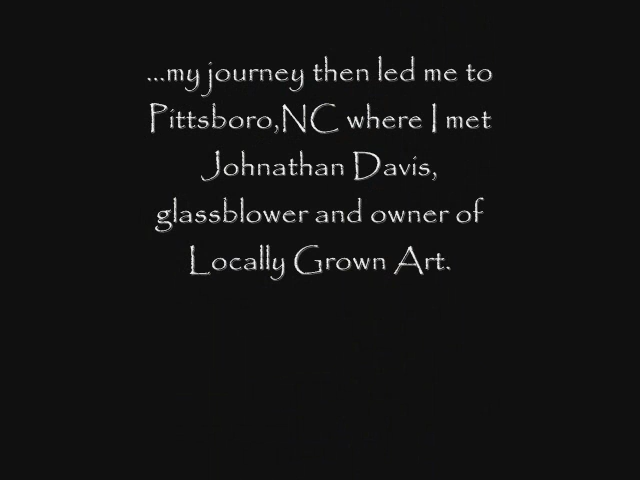 ...my journey then led me to
Pittsboro,NC where I met
Johnathan Davis,
glassblower and owner of
Locally Grown Art.